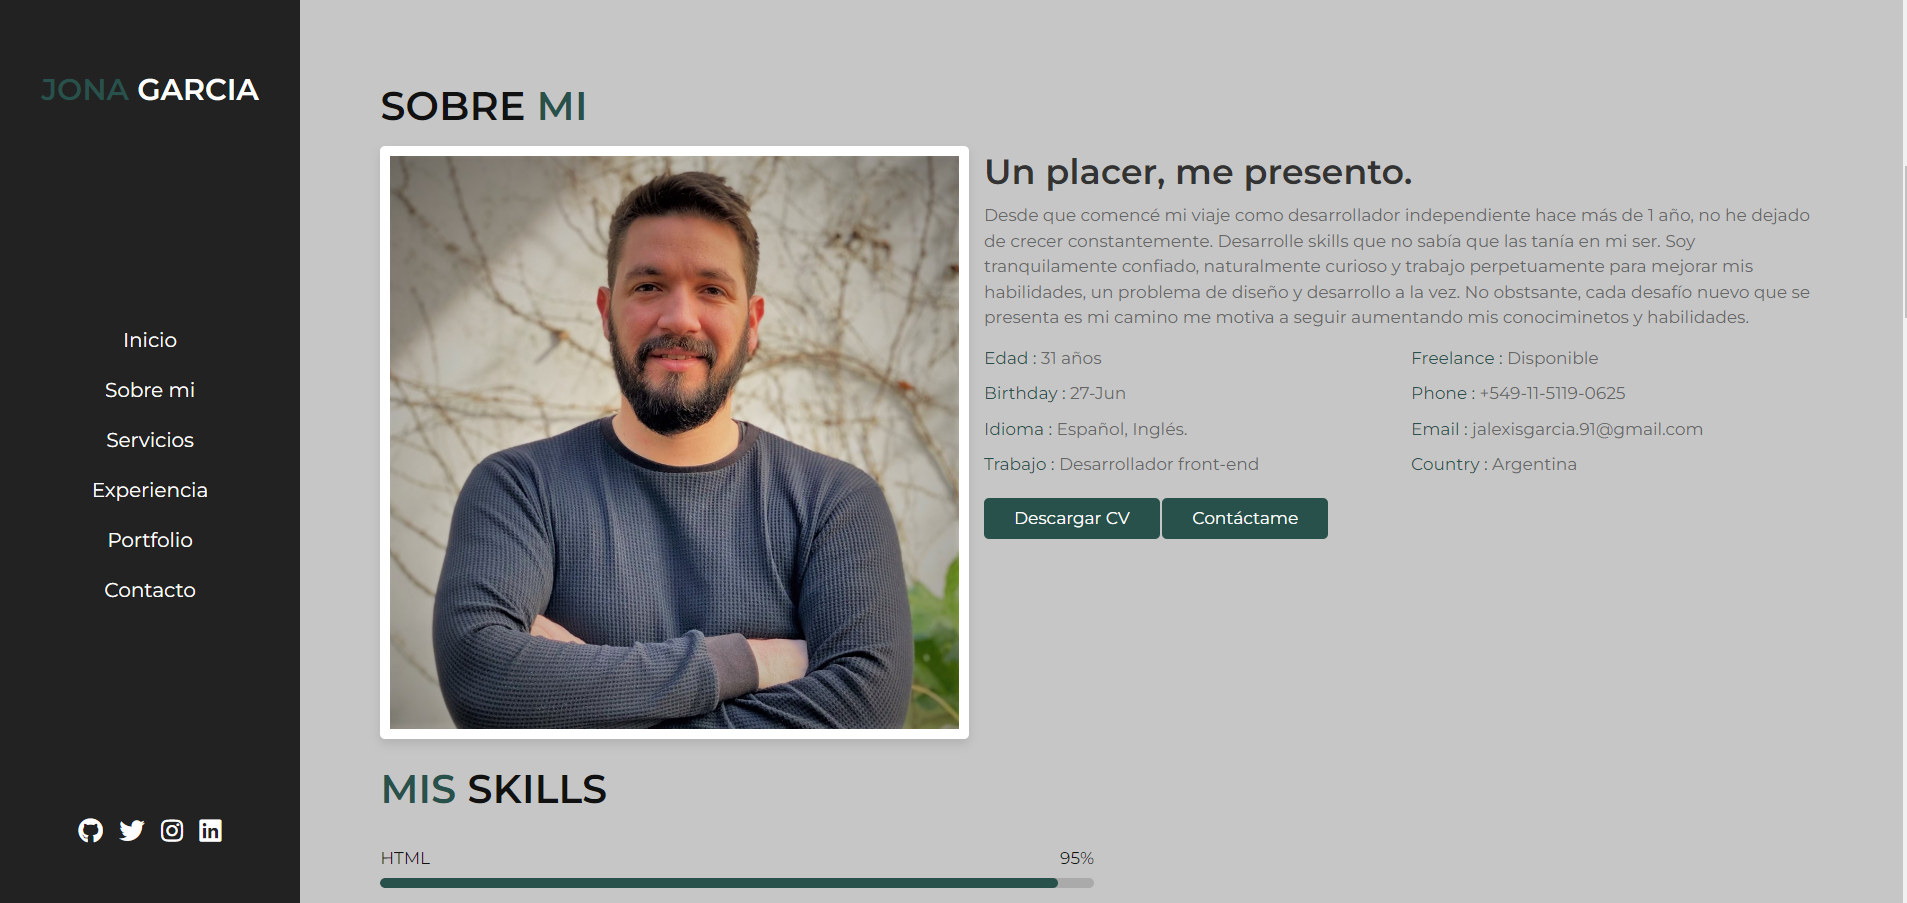 JONA GARCIA
Inicio
Sobre mi
Servicios
Experiencia
Portfolio
Contacto
SOBRE MI
Un placer, me presento.
Desde que comencé mi viaje como desarrollador independiente hace más de 1 año, no he dejado
de crecer constantemente. Desarrolle skills que no sabía que las tanía en mi ser. Soy
tranquilamente confiado, naturalmente curioso y trabajo perpetuamente para mejorar mis
habilidades, un problema de diseño y desarrollo a la vez. No obstsante, cada desafío nuevo que se
presenta es mi camino me motiva a seguir aumentando mis conociminetos y habilidades.
Edad : 31 años
Freelance : Disponible
Birthday : 27-Jun
Phone : +549-11-5119-0625
Idioma : Español, Inglés.
Email : jalexisgarcia.91@gmail.com
Trabajo : Desarrollador front-end
Country : Argentina
Descargar CV
Contáctame
MIS SKILLS
HTML
95%